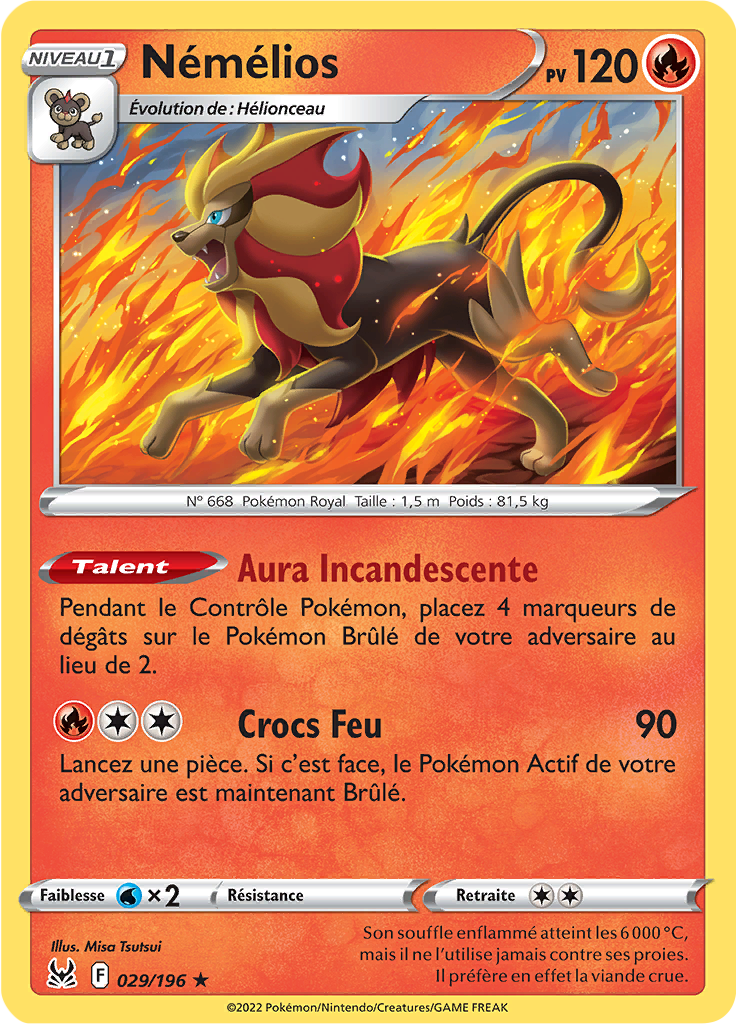 NIVEAU 1
Némélios
PV 120
Évolution de : Hélionceau
N° 668 Pokémon Royal Taille : 1,5 m Poids : 81,5 kg
Talent Aura Incandescente
Pendant le Contrôle Pokémon, placez 4 marqueurs de
dégâts sur le Pokémon Brûlé de votre adversaire au
lieu de 2.
Crocs Feu 90
Lancez une pièce. Si c'est face, le Pokémon Actif de votre
adversaire est maintenant Brûlé.
Faiblesse ×2 Résistance Retraite
Illus. Misa Tsutsui
F 029/196 ★
Son souffle enflammé atteint les 6 000 °C,
mais il ne l'utilise jamais contre ses proies.
Il préfère en effet la viande crue.
©2022 Pokémon/Nintendo/Creatures/GAME FREAK